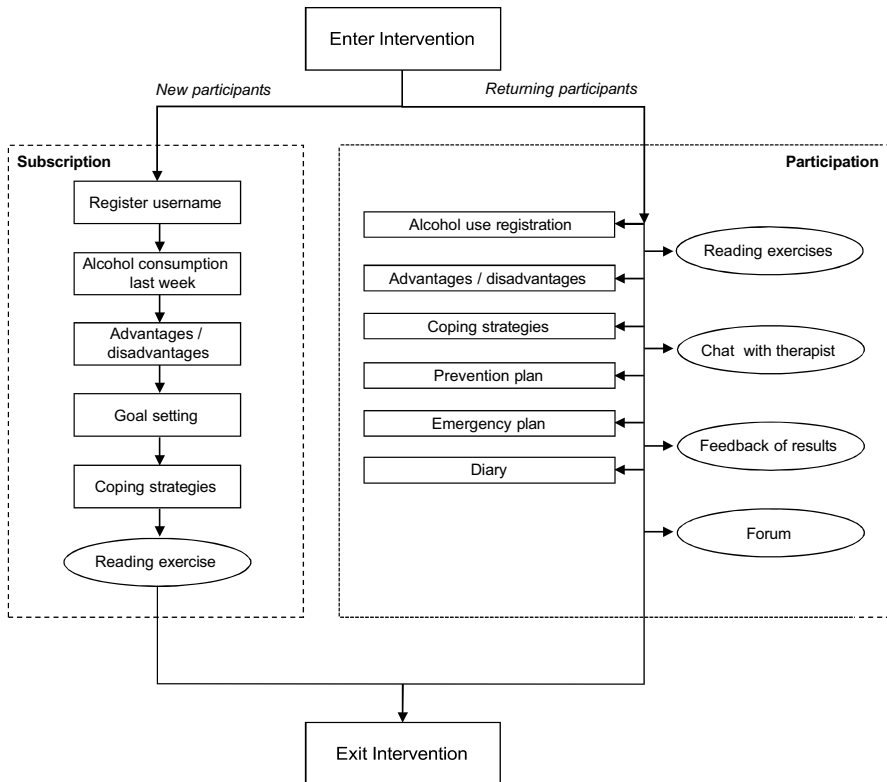 Enter Intervention
New participants
Returning participants
Subscription
Register username
Alcohol consumption
last week
Advantages /
disadvantages
Goal setting
Coping strategies
Reading exercise
Participation
Alcohol use registration
Reading exercises
Advantages / disadvantages
Coping strategies
Chat with therapist
Prevention plan
Emergency plan
Feedback of results
Diary
Forum
Exit Intervention